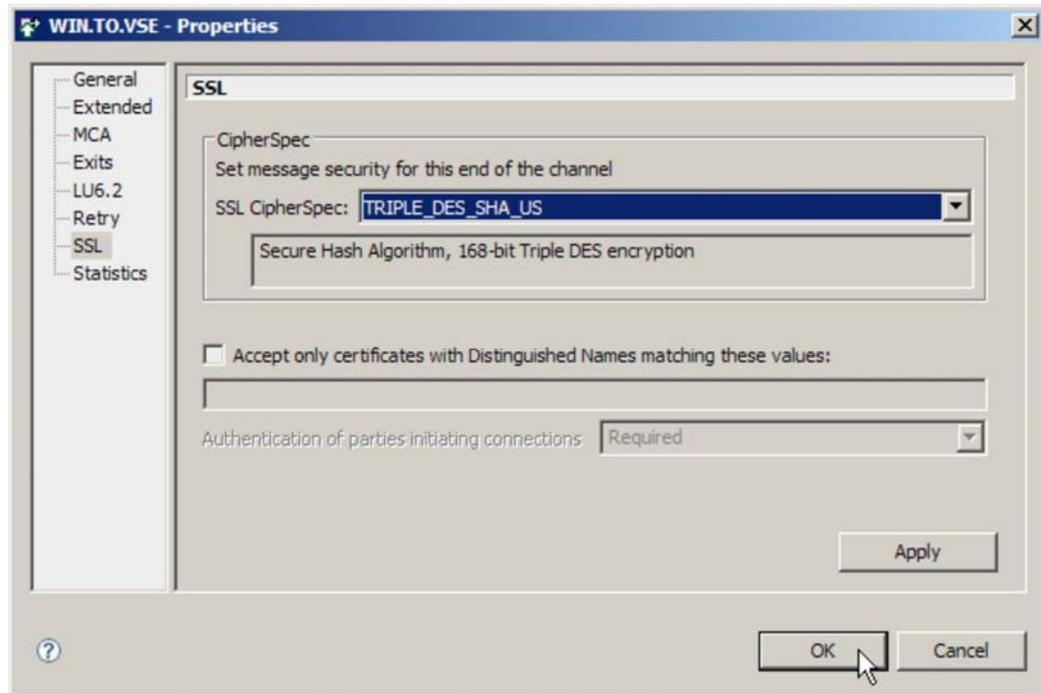 WIN.TO.VSE - Properties
General
Extended
MCA
Exits
LU6.2
Retry
SSL
Statistics
SSL
CipherSpec
Set message security for this end of the channel
SSL CipherSpec: TRIPLE_DES_SHA_US
Secure Hash Algorithm, 168-bit Triple DES encryption
Accept only certificates with Distinguished Names matching these values:
Authentication of parties initiating connections Required
Apply
? OK Cancel